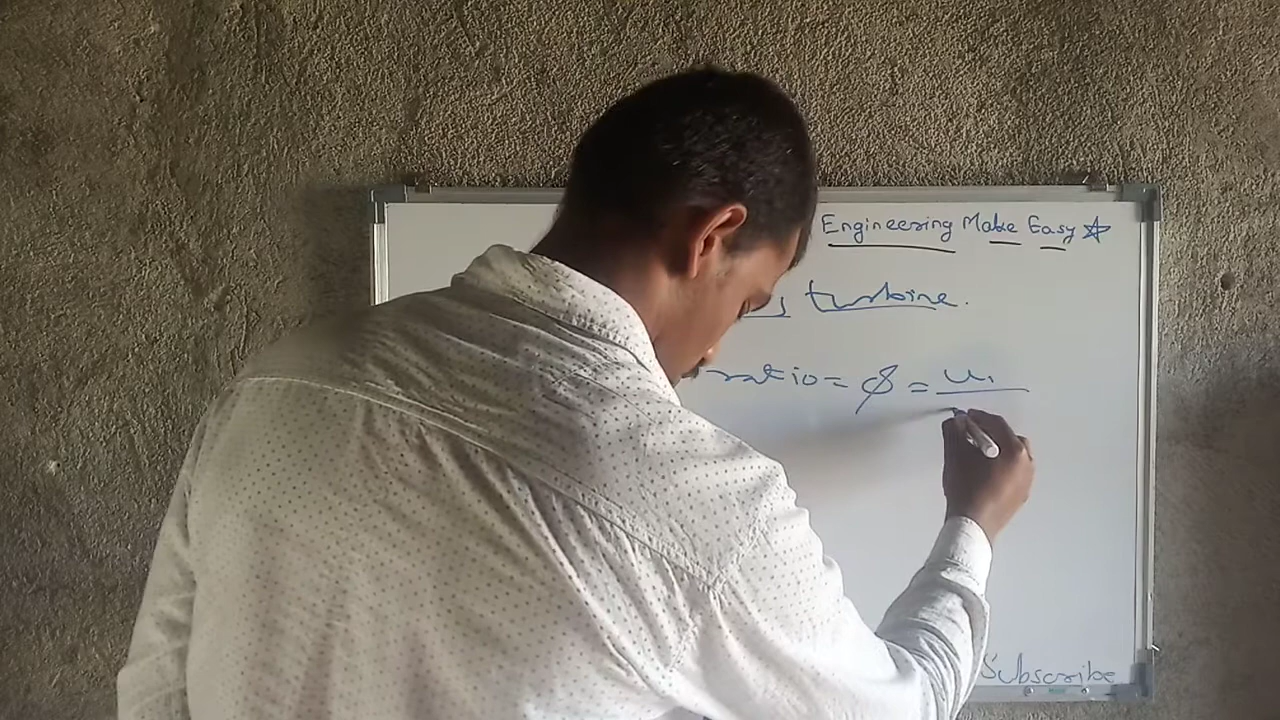 Engineering Make Easy
turbine.
ratio = φ = u₁
Subscribe